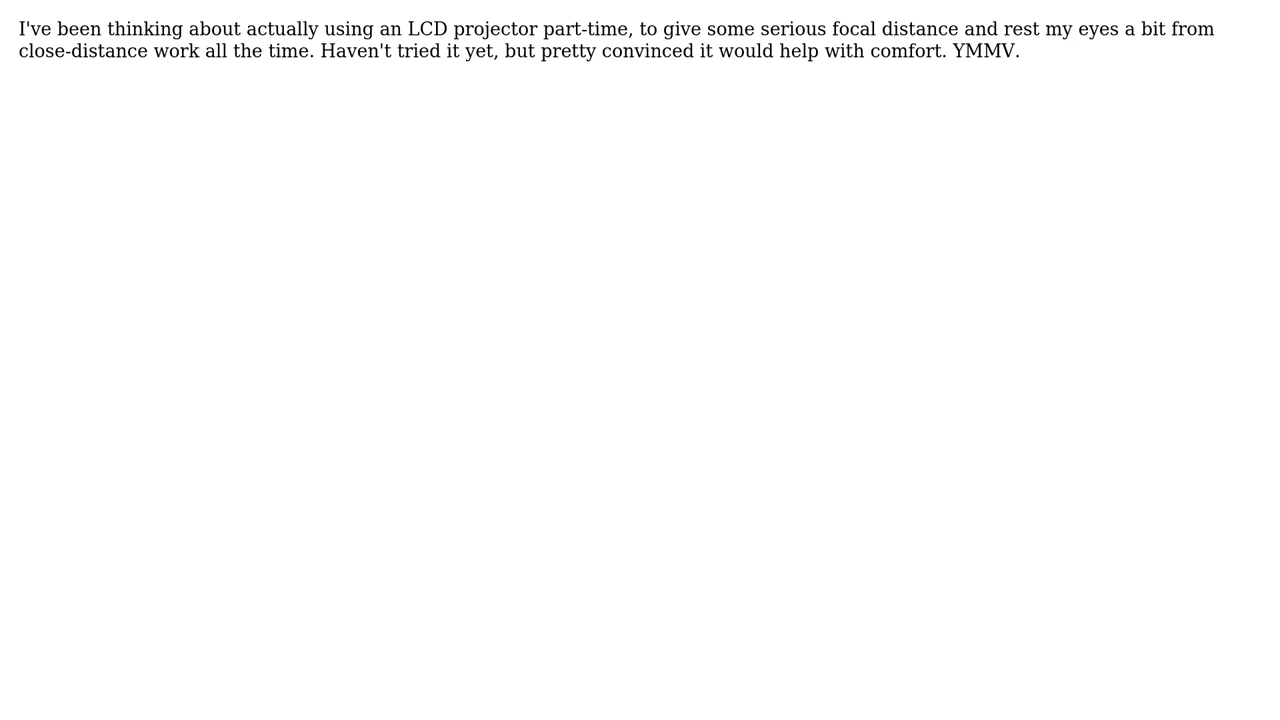 I've been thinking about actually using an LCD projector part-time, to give some serious focal distance and rest my eyes a bit from
close-distance work all the time. Haven't tried it yet, but pretty convinced it would help with comfort. YMMV.